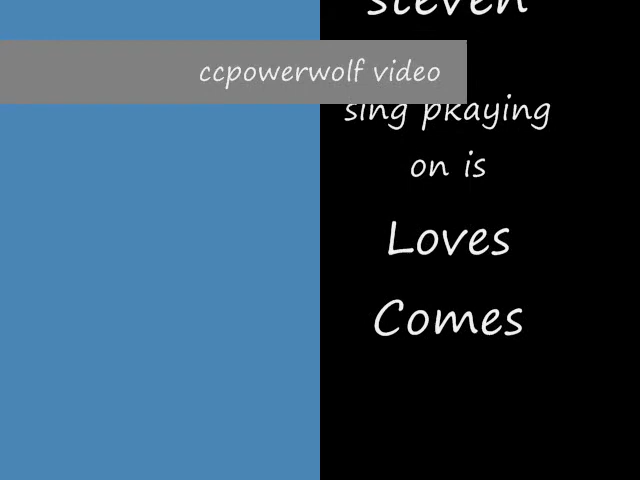 steven
ccpowerwolf video
sing pkaying
on is
Loves
Comes